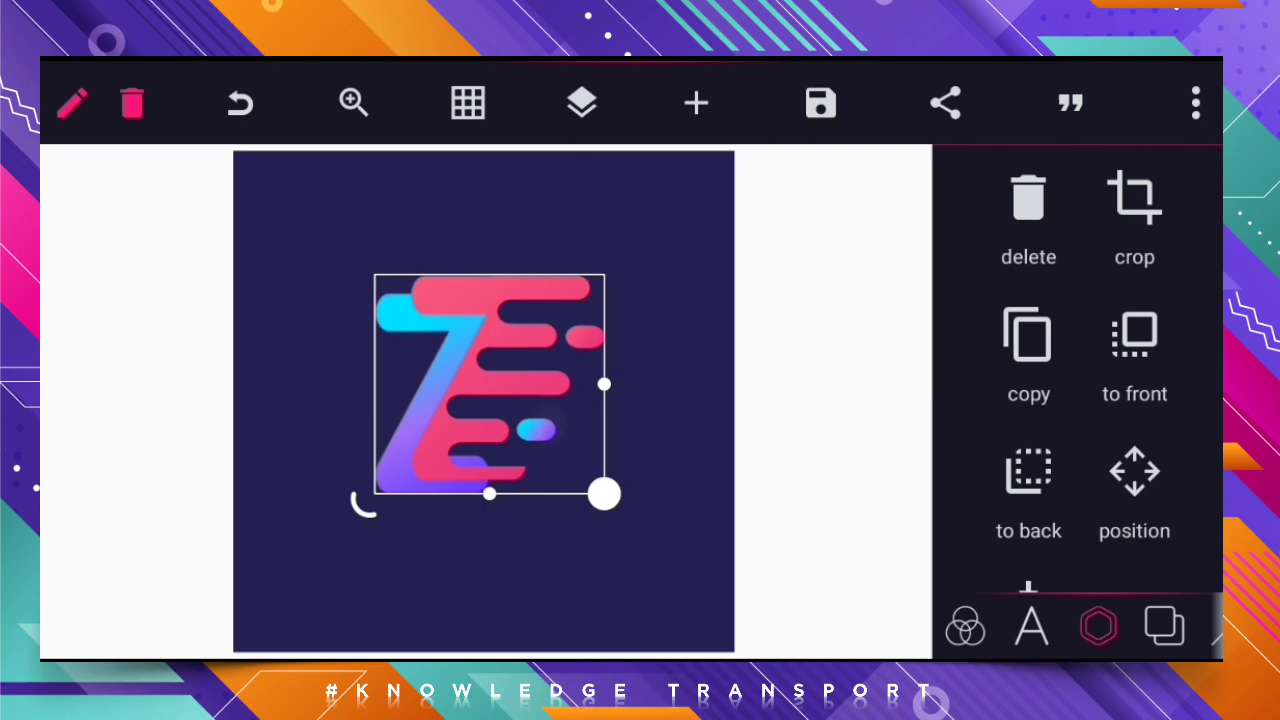 delete crop
copy to front
to back position
#KNOWLEDGE TRANSPORT